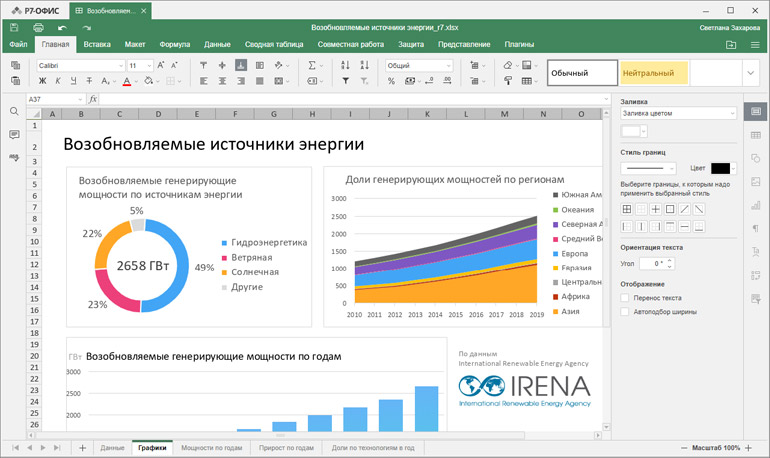 Р7-ОФИС
Возобновляемен...
Возобновляемые источники энергии_r7.xlsx
Светлана Захарова
Файл Главная Вставка Макет Формула Данные Сводная таблица Совместная работа Защита Представление Плагины
Calibri 11 Общий Обычный Нейтральный
Ж К Ч
A37 fx
A B C D E F G H I J K L M N O
1
2
3
4
5
6
7
8
9
10
11
12
13
14
15
16
17
18
19
20
21
22
23
24
25
26
Возобновляемые источники энергии
Возобновляемые генерирующие
мощности по источникам энергии
5%
22%
49%
23%
2658 ГВт
Гидроэнергетика
Ветряная
Солнечная
Другие
Доли генерирующих мощностей по регионам
3000
2500
2000
1500
1000
500
0
2010 2011 2012 2013 2014 2015 2016 2017 2018 2019
Южная Ам
Океания
Северная А
Средний Во
Европа
Евразия
Центральн
Африка
Азия
ГВт Возобновляемые генерирующие мощности по годам
3000
2500
2000
По данным
International Renewable Energy Agency
IRENA
International Renewable Energy Agency
Заливка
Заливка цветом
Стиль границ
Цвет
Выберите границы, к которым надо
применить выбранный стиль
Ориентация текста
Угол 0 °
Отображение
Перенос текста
Автоподбор ширины
Данные Графики Мощности по годам Прирост по годам Доли по технологиям в год
Масштаб 100%